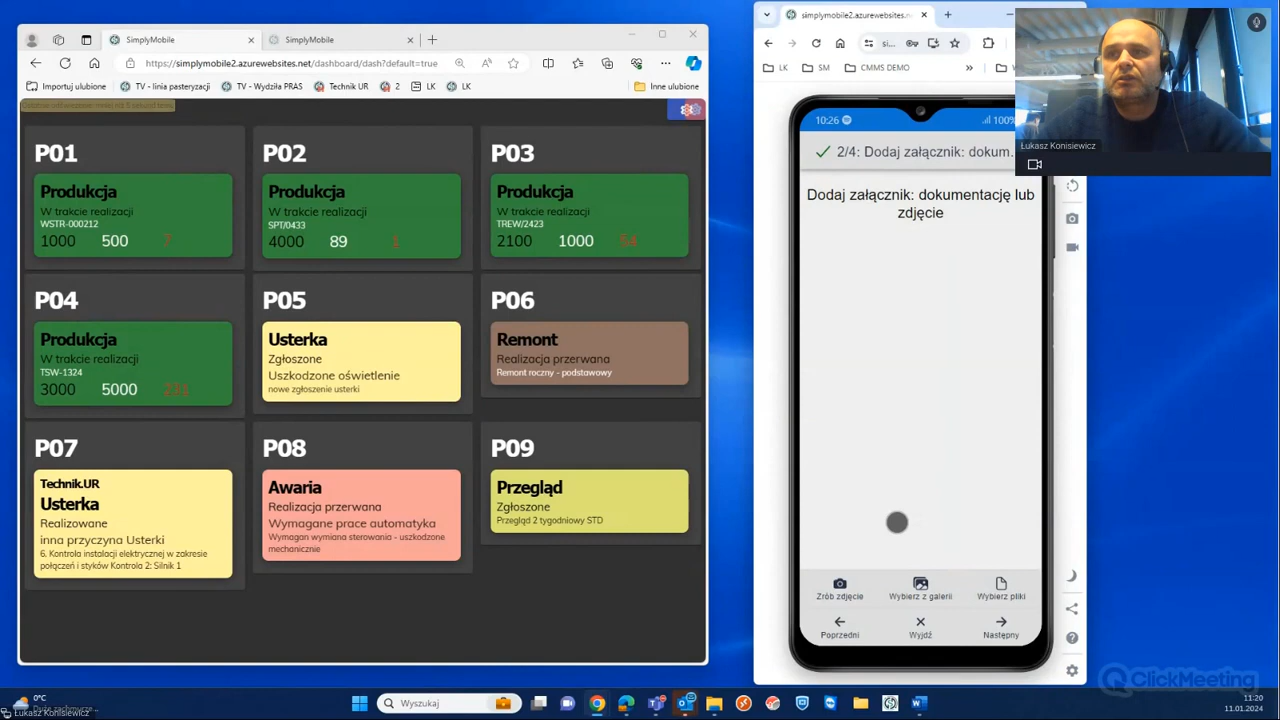 SimplyMobile
SimplyMobile
https://simplymobile2.azurewebsites.net/dashboard/dash?default=true
Importuj ulubione
TV - linia pasteryzacji
TV - Wydziła PRAS
Technik UR
2
LK
LK
Inne ulubione
P01
Produkcja
W trakcie realizacji
WSTR-000212
1000 500 7
P02
Produkcja
W trakcie realizacji
SPT/0433
4000 89 1
P03
Produkcja
W trakcie realizacji
TREW/2423
2100 1000 54
P04
Produkcja
W trakcie realizacji
TSW-1324
3000 5000 231
P05
Usterka
Zgłoszone
Uszkodzone oświetlenie
nowe zgłoszenie usterki
P06
Remont
Realizacja przerwana
Remont roczny - podstawowy
P07
Technik.UR
Usterka
Realizowane
inna przyczyna Usterki
6. Kontrola instalacji elektrycznej w zakresie
połączeń i styków Kontrola 2: Silnik 1
P08
Awaria
Realizacja przerwana
Wymagane prace automatyka
Wymagan wymiana sterowania - uszkodzone
mechanicznie
P09
Przegląd
Zgłoszone
Przegląd 2 tygodniowy STD
simplymobile2.azurewebsites.ne
si...
LK
SM
CMMS DEMO
10:26
100%
2/4: Dodaj załącznik: dokum...
Dodaj załącznik: dokumentację lub
zdjęcie
Zrób zdjęcie
Wybierz z galerii
Wybierz pliki
Poprzedni
Wyjdź
Następny
Łukasz Konisiewicz
ClickMeeting
0°C
Łukasz Konisiewicz
Wyszukaj
11:20
11.01.2024